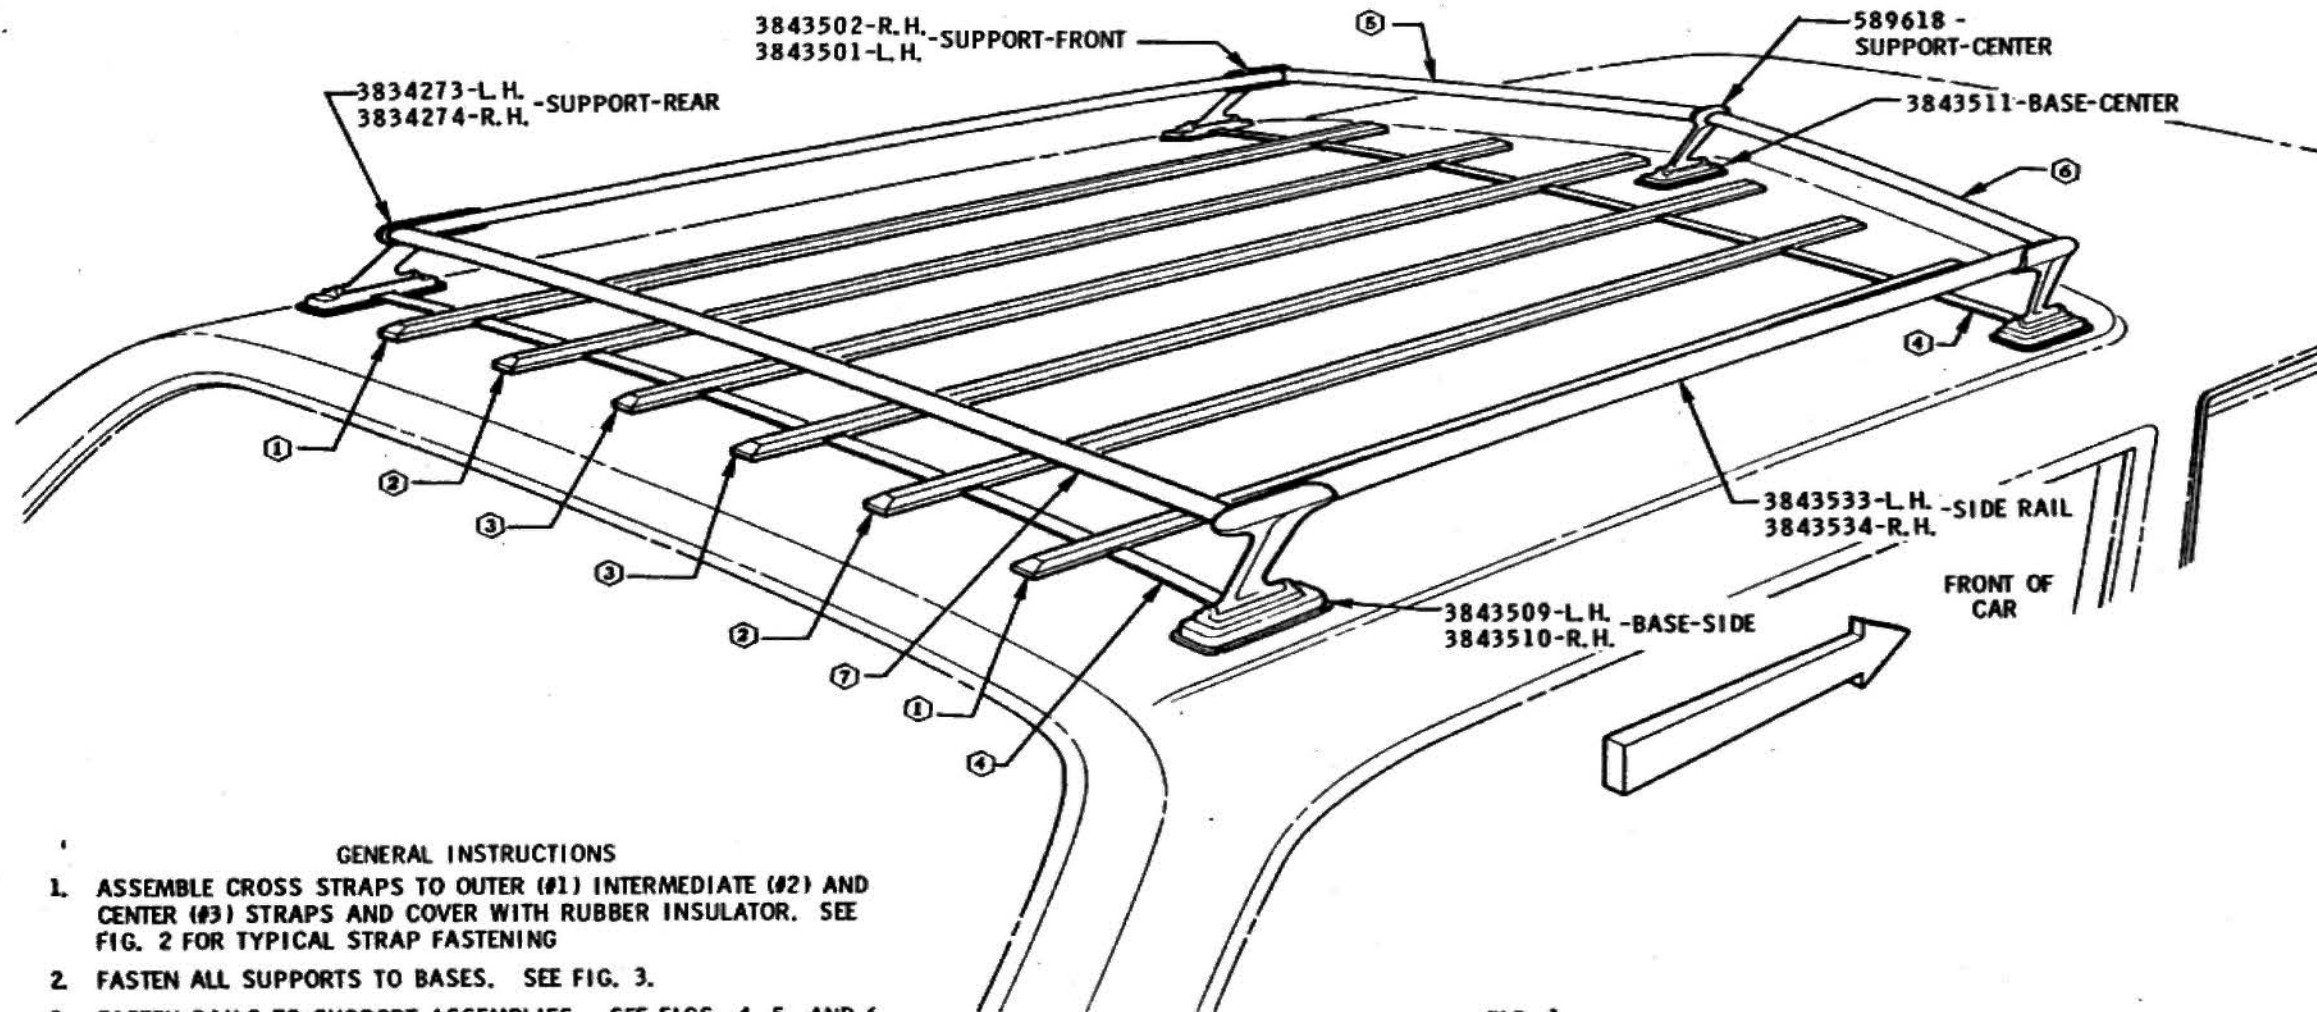 3843502-R.H.
3843501-L.H.
-SUPPORT-FRONT
5
589618 -
SUPPORT-CENTER
3834273-L.H.
3834274-R.H.
-SUPPORT-REAR
3843511-BASE-CENTER
6
4
1
2
3
3
2
7
1
4
3843533-L.H.
3843534-R.H.
-SIDE RAIL
3843509-L.H.
3843510-R.H.
-BASE-SIDE
FRONT OF
CAR
GENERAL INSTRUCTIONS
1. ASSEMBLE CROSS STRAPS TO OUTER (#1) INTERMEDIATE (#2) AND
CENTER (#3) STRAPS AND COVER WITH RUBBER INSULATOR. SEE
FIG. 2 FOR TYPICAL STRAP FASTENING
2. FASTEN ALL SUPPORTS TO BASES. SEE FIG. 3.